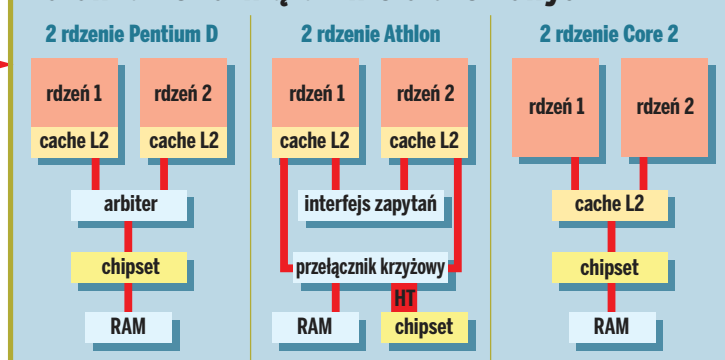 2 rdzenie Pentium D
rdzeń 1
rdzeń 2
cache L2
cache L2
arbiter
chipset
RAM
2 rdzenie Athlon
rdzeń 1
rdzeń 2
cache L2
cache L2
interfejs zapytań
przełącznik krzyżowy
HT
RAM
chipset
2 rdzenie Core 2
rdzeń 1
rdzeń 2
cache L2
chipset
RAM